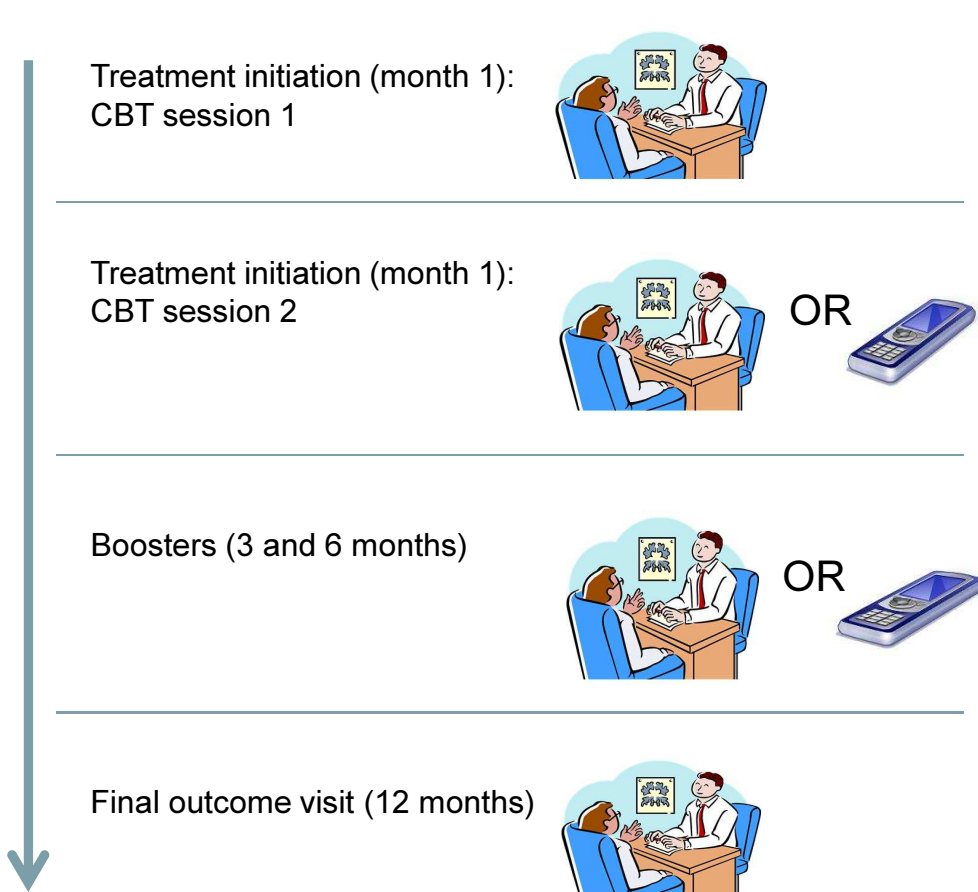 Treatment initiation (month 1):
CBT session 1
Treatment initiation (month 1):
CBT session 2
OR
Boosters (3 and 6 months)
OR
Final outcome visit (12 months)